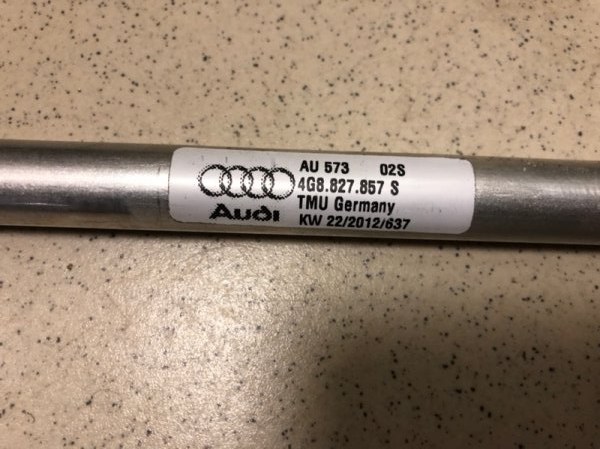 AU 573 02S
4G8.827.857 S
TMU Germany
Audi
KW 22/2012/637